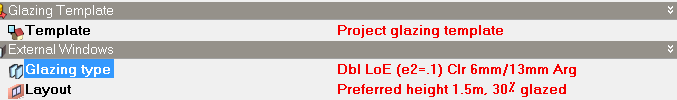 Glazing Template
Template Project glazing template
External Windows
Glazing type Dbl LoE (e2=.1) Clr 6mm/13mm Arg
Layout Preferred height 1.5m, 30% glazed